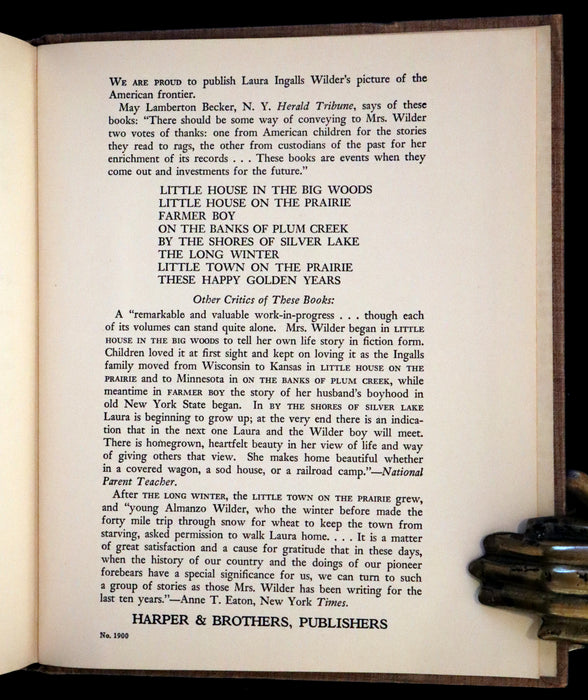 WE ARE PROUD to publish Laura Ingalls Wilder's picture of the
American frontier.
May Lamberton Becker, N. Y. Herald Tribune, says of these
books: "There should be some way of conveying to Mrs. Wilder
two votes of thanks: one from American children for the stories
they read to rags, the other from custodians of the past for her
enrichment of its records . . . These books are events when they
come out and investments for the future."
LITTLE HOUSE IN THE BIG WOODS
LITTLE HOUSE ON THE PRAIRIE
FARMER BOY
ON THE BANKS OF PLUM CREEK
BY THE SHORES OF SILVER LAKE
THE LONG WINTER
LITTLE TOWN ON THE PRAIRIE
THESE HAPPY GOLDEN YEARS
Other Critics of These Books:
A "remarkable and valuable work-in-progress . . . though each
of its volumes can stand quite alone. Mrs. Wilder began in LITTLE
HOUSE IN THE BIG WOODS to tell her own life story in fiction form.
Children loved it at first sight and kept on loving it as the Ingalls
family moved from Wisconsin to Kansas in LITTLE HOUSE ON THE
PRAIRIE and to Minnesota in ON THE BANKS OF PLUM CREEK, while
meantime in FARMER BOY the story of her husband's boyhood in
old New York State began. In BY THE SHORES OF SILVER LAKE
Laura is beginning to grow up; at the very end there is an indica-
tion that in the next one Laura and the Wilder boy will meet.
There is homegrown, heartfelt beauty in her view of life and way
of giving others that view. She makes home beautiful whether
in a covered wagon, a sod house, or a railroad camp."—National
Parent Teacher.
After THE LONG WINTER, the LITTLE TOWN ON THE PRAIRIE grew,
and "young Almanzo Wilder, who the winter before made the
forty mile trip through snow for wheat to keep the town from
starving, asked permission to walk Laura home. . . . It is a matter
of great satisfaction and a cause for gratitude that in these days,
when the history of our country and the doings of our pioneer
forebears have a special significance for us, we can turn to such
a group of stories as those Mrs. Wilder has been writing for the
last ten years."—Anne T. Eaton, New York Times.
HARPER & BROTHERS, PUBLISHERS
No. 1900